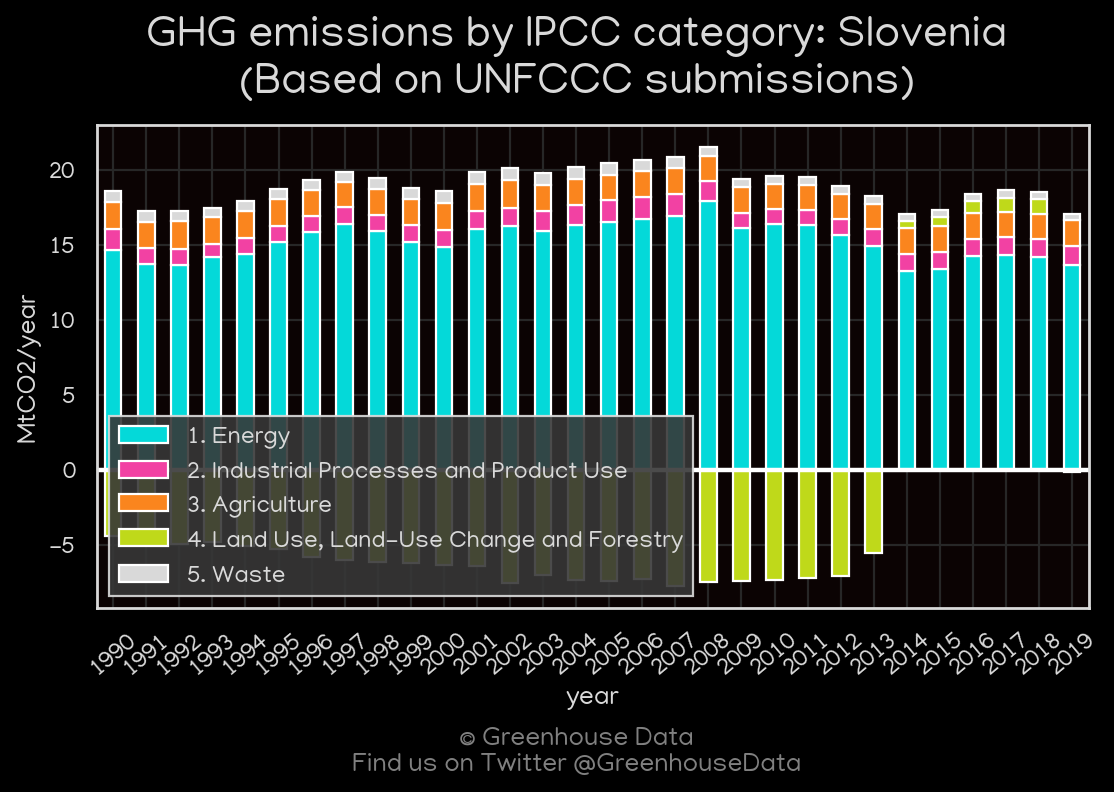 GHG emissions by IPCC category: Slovenia
(Based on UNFCCC submissions)
MtCO2/year
20
15
10
5
0
−5
1. Energy
2. Industrial Processes and Product Use
3. Agriculture
4. Land Use, Land-Use Change and Forestry
5. Waste
1990 1991 1992 1993 1994 1995 1996 1997 1998 1999 2000 2001 2002 2003 2004 2005 2006 2007 2008 2009 2010 2011 2012 2013 2014 2015 2016 2017 2018 2019
year
© Greenhouse Data
Find us on Twitter @GreenhouseData